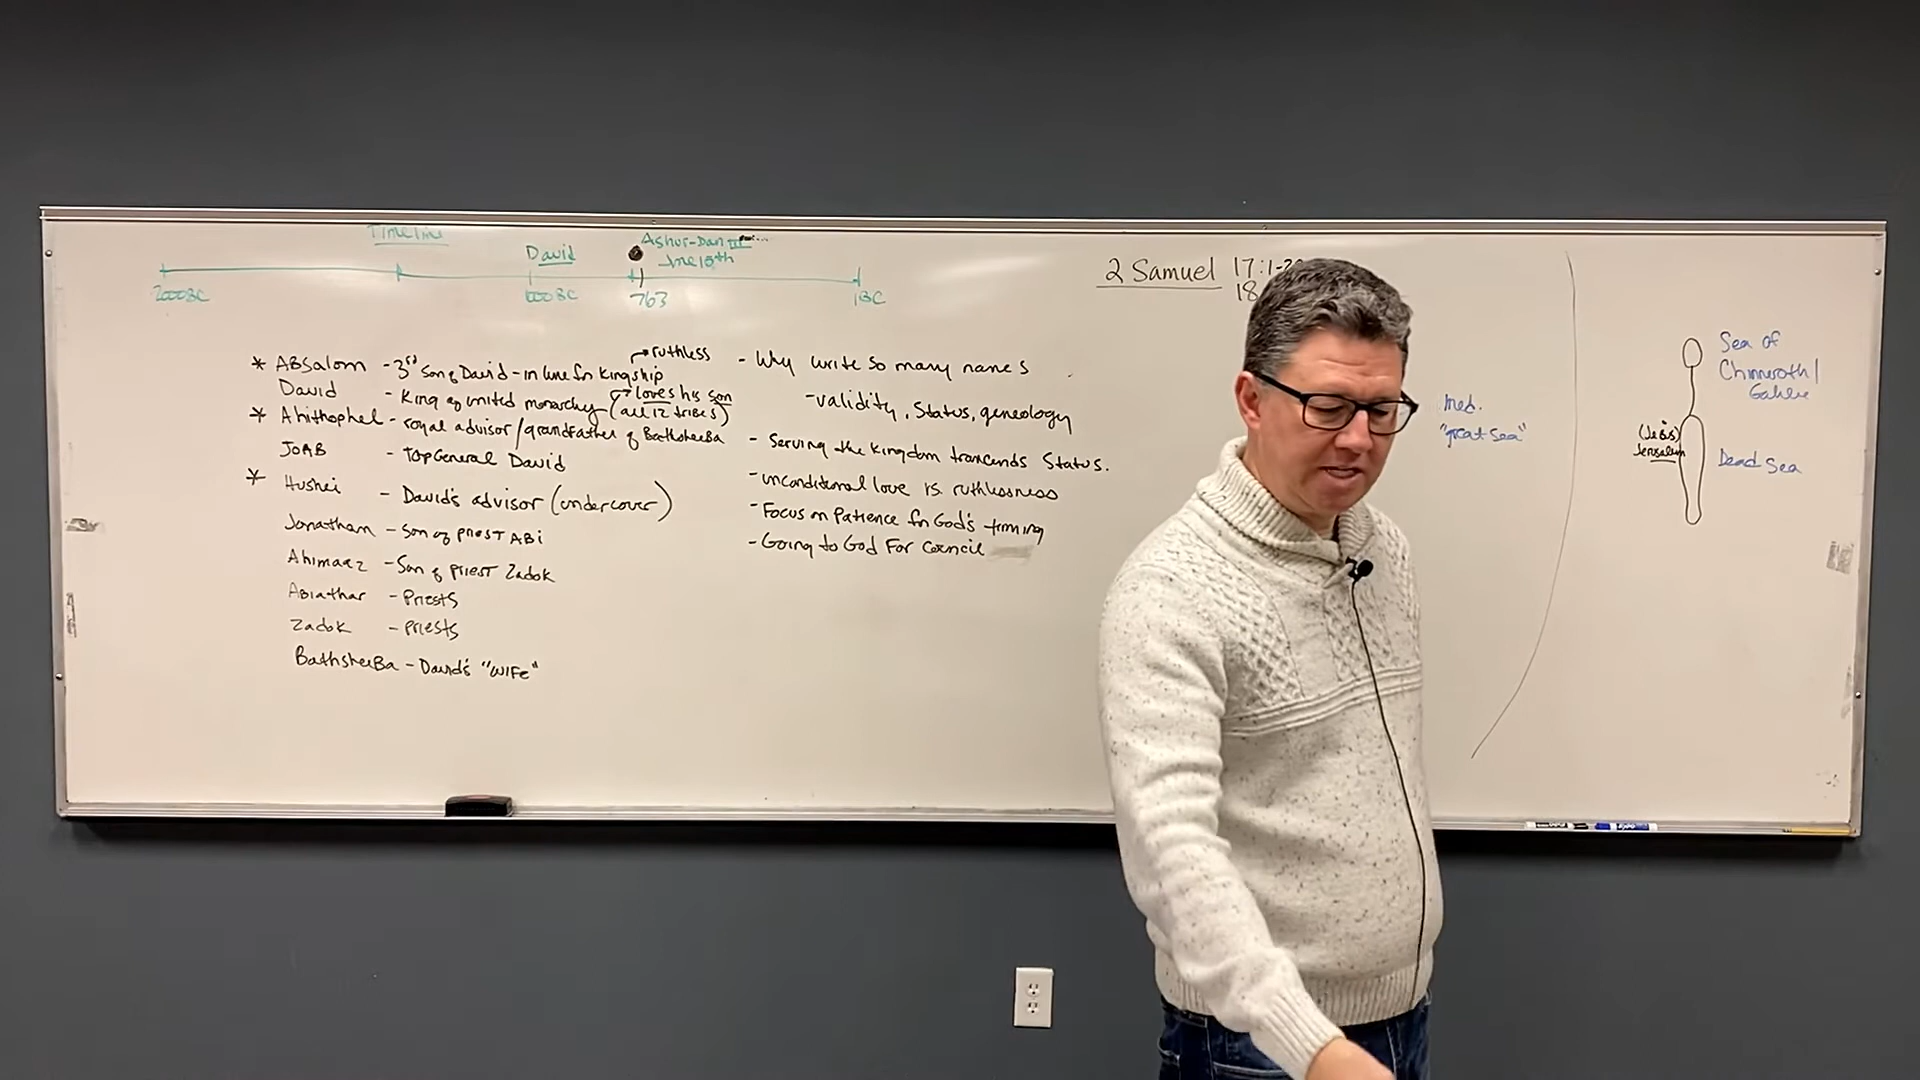 Timeline
David
Ashur-Dan III
June 15th
2000BC
1000BC
763
1BC
* ABSalom - 3rd Son of David - in line for Kingship → ruthless
David - King of united monarchy (all 12 tribes) → loves his son
* Ahithophel - royal advisor/grandfather of BathsheBa
JOAB - Top General David
* Hushai - David's advisor (undercover)
Jonathan - Son of priest ABi
Ahimaaz - Son of priest Zadok
Abiathar - Priests
Zadok - priests
BathsheBa - David's "wife"
- Why write so many names
- validity, Status, geneology
- Serving the Kingdom trancends Status.
- unconditional love vs. ruthlessness
- Focus on Patience for God's timing
- Going to God For Council
2 Samuel 17:1-2
18
med.
"great sea"
Sea of
Chinneroth/
Galilee
(Jebus)
Jerusalem
Dead Sea